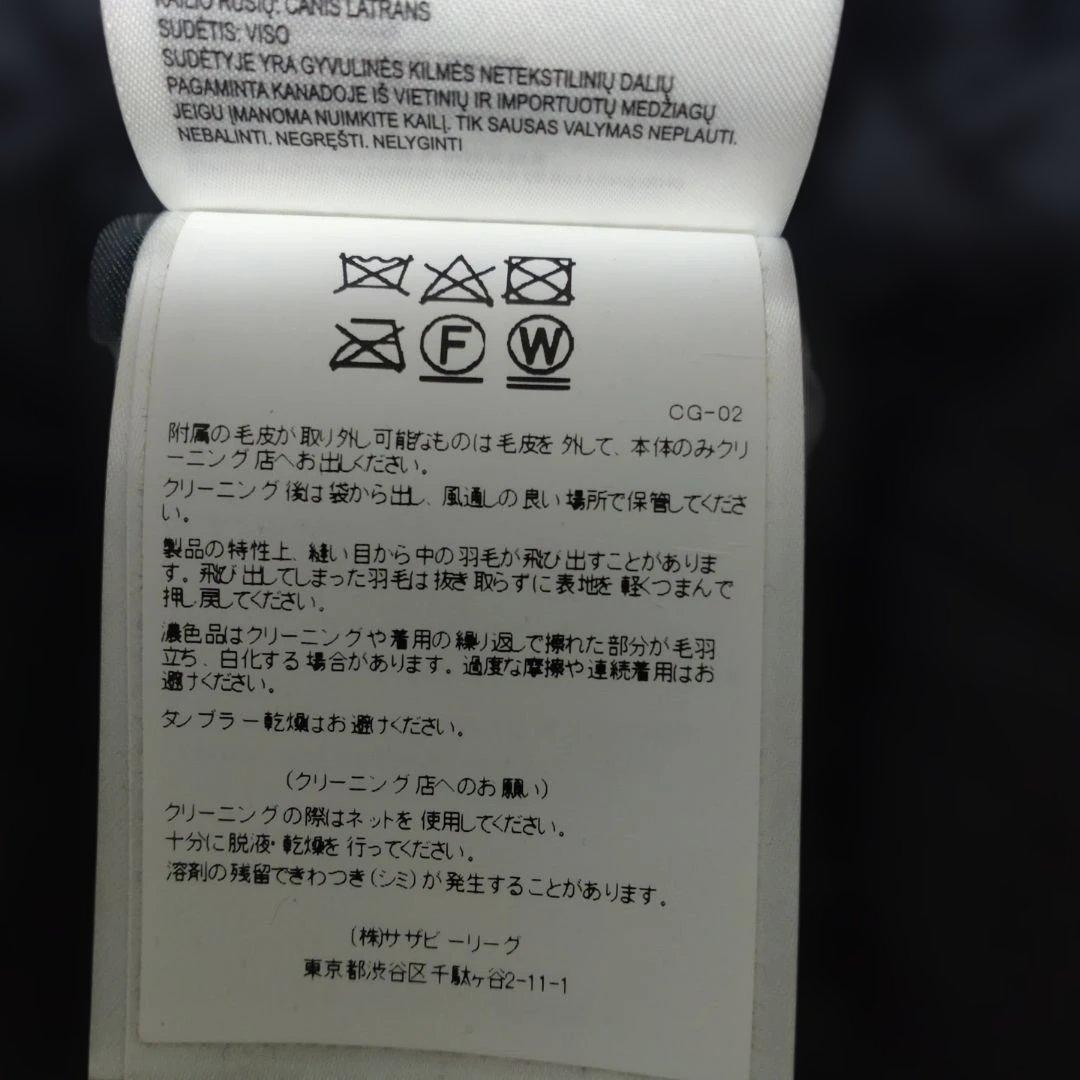 KAILIO RŪŠIŲ: CANIS LATRANS
SUDĖTIS: VISO
SUDĖTYJE YRA GYVULINĖS KILMĖS NETEKSTILINIŲ DALIŲ
PAGAMINTA KANADOJE IŠ VIETINIŲ IR IMPORTUOTŲ MEDŽIAGŲ
JEIGU ĮMANOMA NUIMKITE KAILĮ. TIK SAUSAS VALYMAS NEPLAUTI.
NEBALINTI. NEGRĘŠTI. NELYGINTI
F W
CG-02
附属の毛皮が取り外し可能なものは毛皮を外して、本体のみクリ
ーニング店へお出しください。
クリーニング後は袋から出し、風通しの良い場所で保管してくださ
い。
製品の特性上、縫い目から中の羽毛が飛び出すことがありま
す。飛び出してしまった羽毛は抜き取らずに表地を軽くつまんで
押し戻してください。
濃色品はクリーニングや着用の繰り返しで擦れた部分が毛羽
立ち、白化する場合があります。過度な摩擦や連続着用はお
避けください。
タンブラー乾燥はお避けください。
(クリーニング店へのお願い)
クリーニングの際はネットを使用してください。
十分に脱液・乾燥を行ってください。
溶剤の残留できわつき(シミ)が発生することがあります。
(株)サザビーリーグ
東京都渋谷区千駄ヶ谷2-11-1